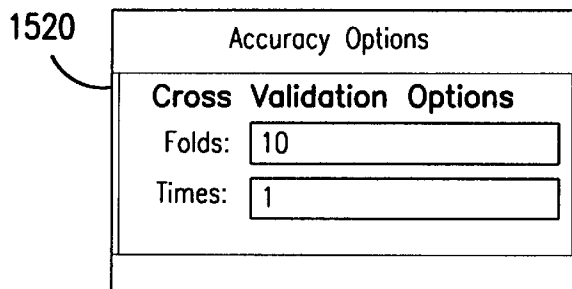 1520
Accuracy Options
Cross Validation Options
Folds: 10
Times: 1